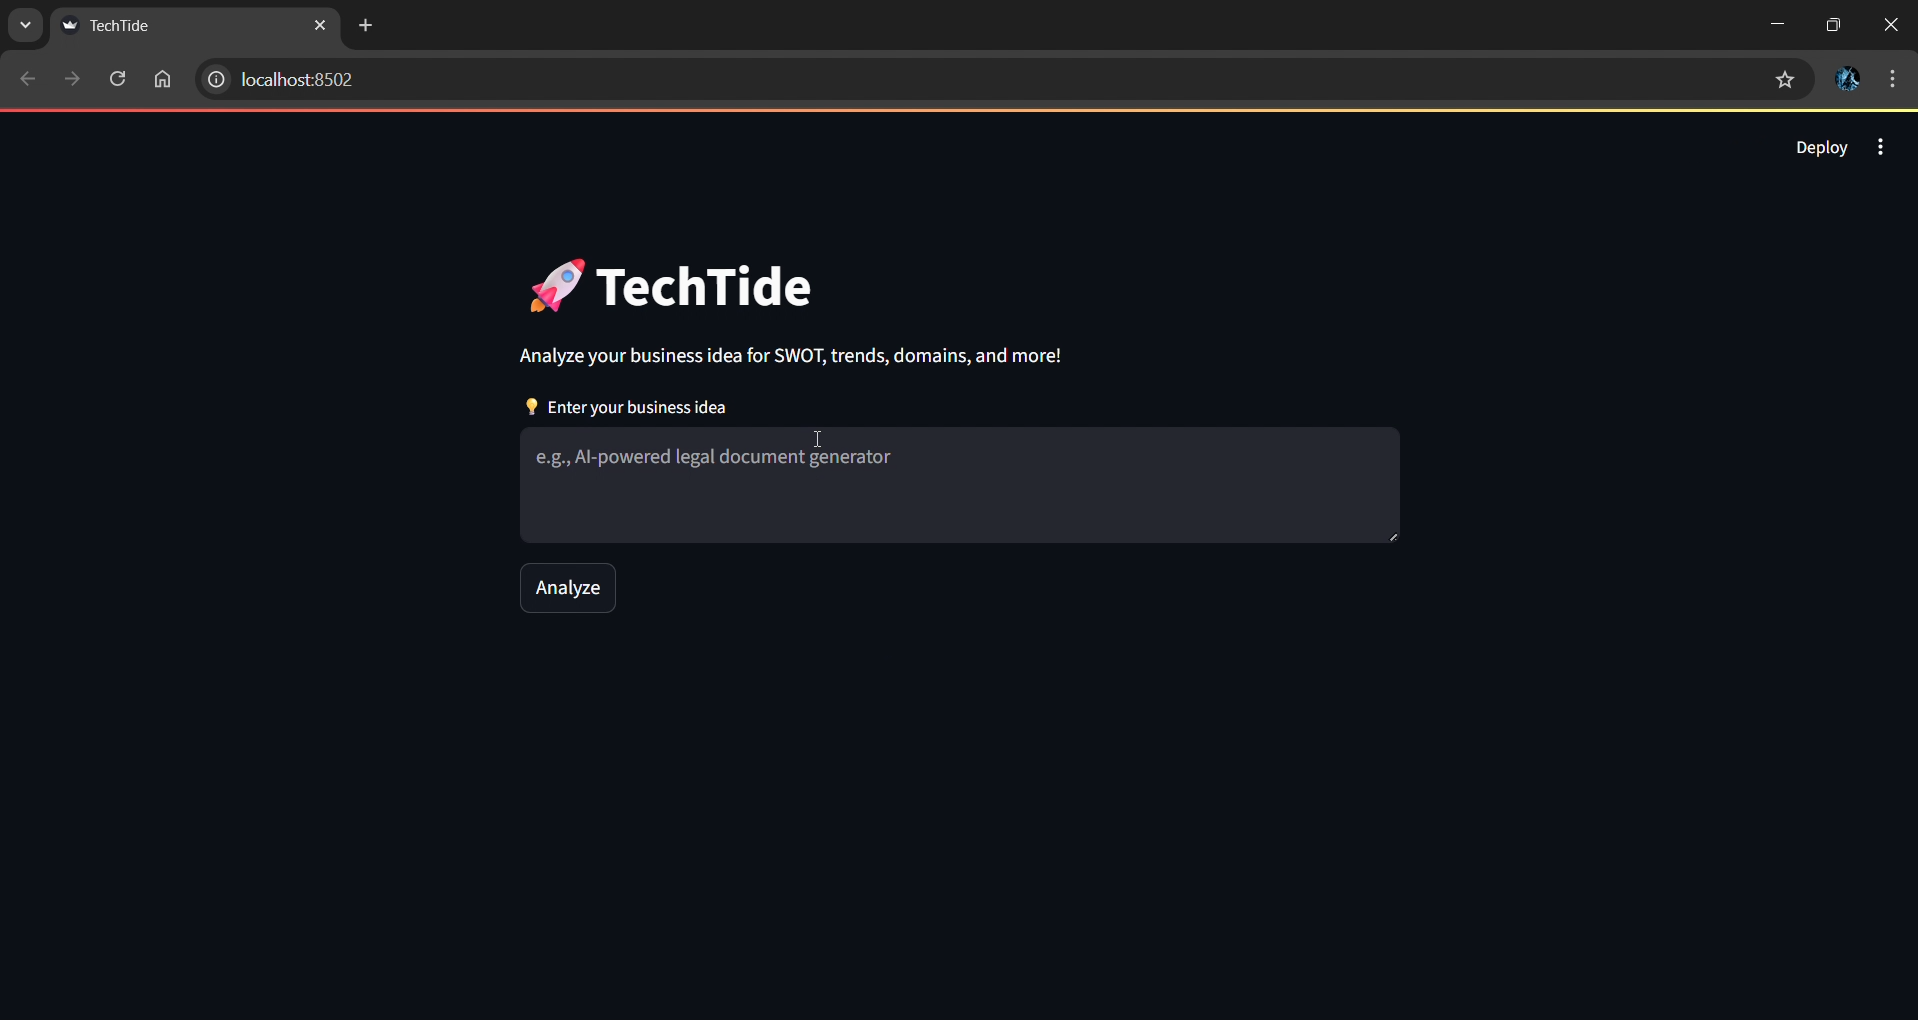 TechTide
localhost:8502
Deploy
🚀 TechTide
Analyze your business idea for SWOT, trends, domains, and more!
💡 Enter your business idea
e.g., AI-powered legal document generator
Analyze